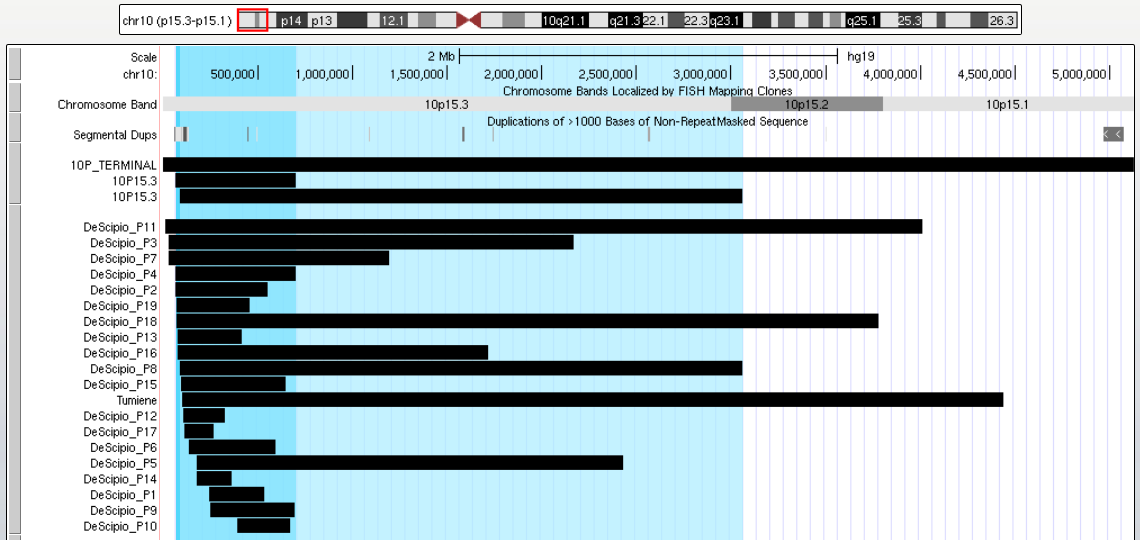 chr10 (p15.3-p15.1) p14 p13 12.1 10q21.1 q21.3 22.1 22.3 q23.1 q25.1 25.3 26.3
Scale 2 Mb hg19
chr10: 500,000 1,000,000 1,500,000 2,000,000 2,500,000 3,000,000 3,500,000 4,000,000 4,500,000 5,000,000
Chromosome Bands Localized by FISH Mapping Clones
Chromosome Band 10p15.3 10p15.2 10p15.1
Duplications of >1000 Bases of Non-RepeatMasked Sequence
Segmental Dups
10P_TERMINAL
10P15.3
10P15.3
DeScipio_P11
DeScipio_P3
DeScipio_P7
DeScipio_P4
DeScipio_P2
DeScipio_P19
DeScipio_P18
DeScipio_P13
DeScipio_P16
DeScipio_P8
DeScipio_P15
Tumiene
DeScipio_P12
DeScipio_P17
DeScipio_P6
DeScipio_P5
DeScipio_P14
DeScipio_P1
DeScipio_P9
DeScipio_P10